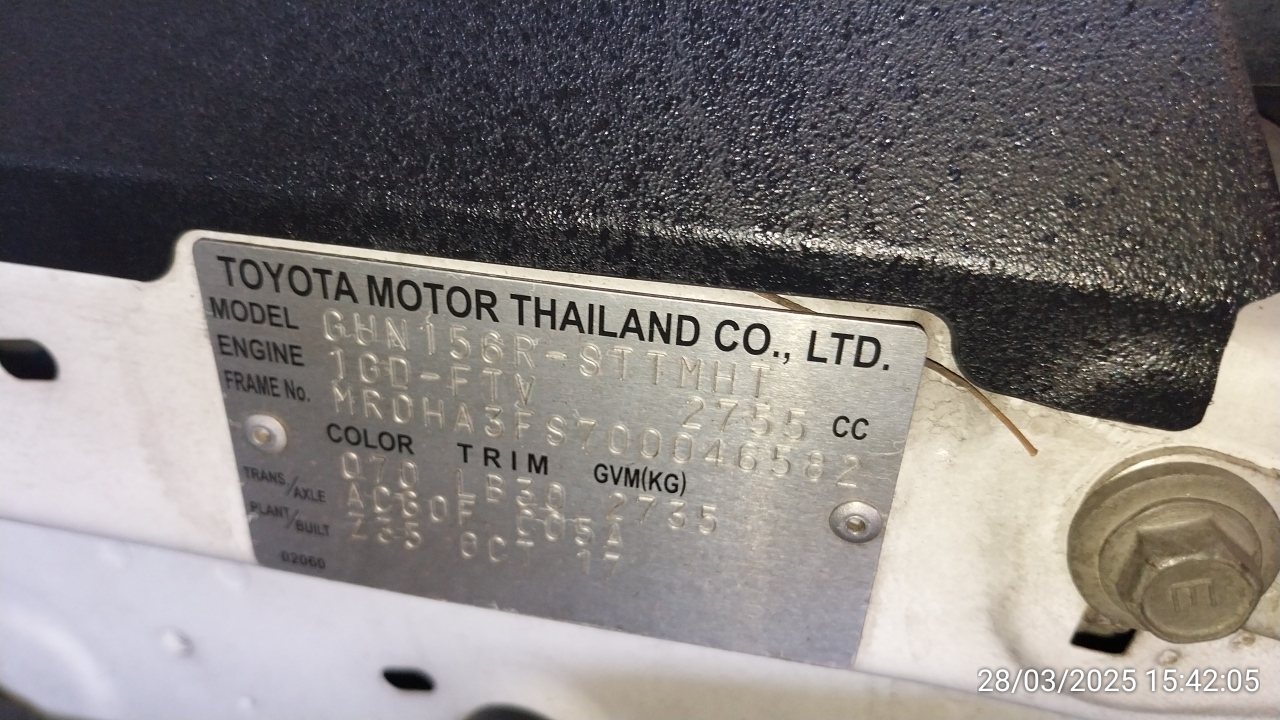 TOYOTA MOTOR THAILAND CO., LTD.
MODEL GUN156R-STTMHT
ENGINE 1GD-FTV 2755 CC
FRAME No. MR0HA3FS700046582
COLOR TRIM GVM(KG)
070 LB30 2735
TRANS/AXLE AC60F C05A
PLANT/BUILT Z35 OCT 17
02060
28/03/2025 15:42:05